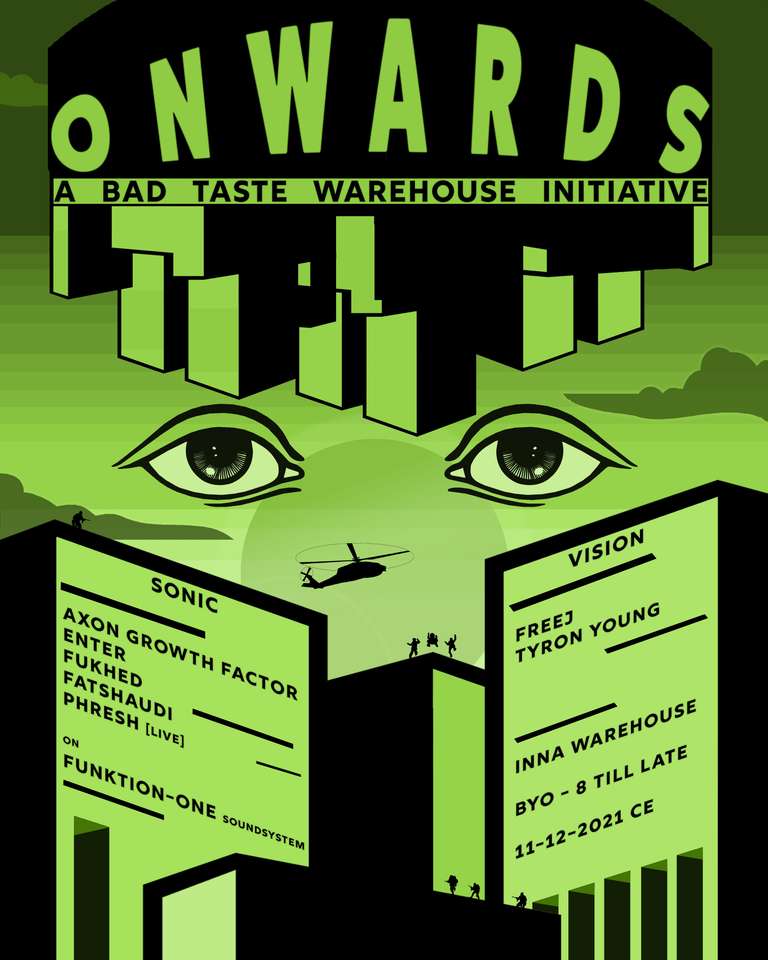 ONWARDS
A BAD TASTE WAREHOUSE INITIATIVE
SONIC
AXON GROWTH FACTOR
ENTER
FUKHED
FATSHAUDI
PHRESH [LIVE]
ON
FUNKTION-ONE SOUNDSYSTEM
VISION
FREEJ
TYRON YOUNG
INNA WAREHOUSE
BYO - 8 TILL LATE
11-12-2021 CE